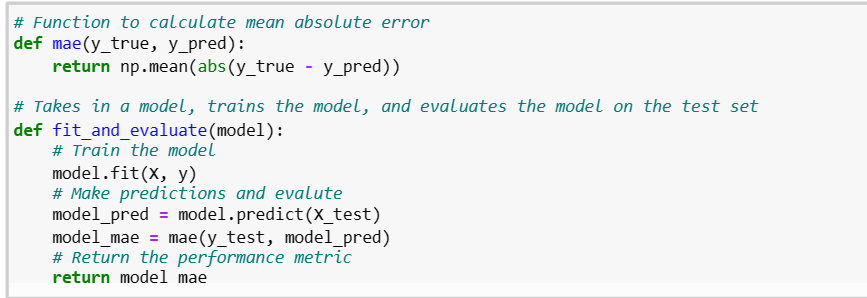 # Function to calculate mean absolute error
def mae(y_true, y_pred):
    return np.mean(abs(y_true - y_pred))

# Takes in a model, trains the model, and evaluates the model on the test set
def fit_and_evaluate(model):
    # Train the model
    model.fit(X, y)
    # Make predictions and evalute
    model_pred = model.predict(X_test)
    model_mae = mae(y_test, model_pred)
    # Return the performance metric
    return model_mae